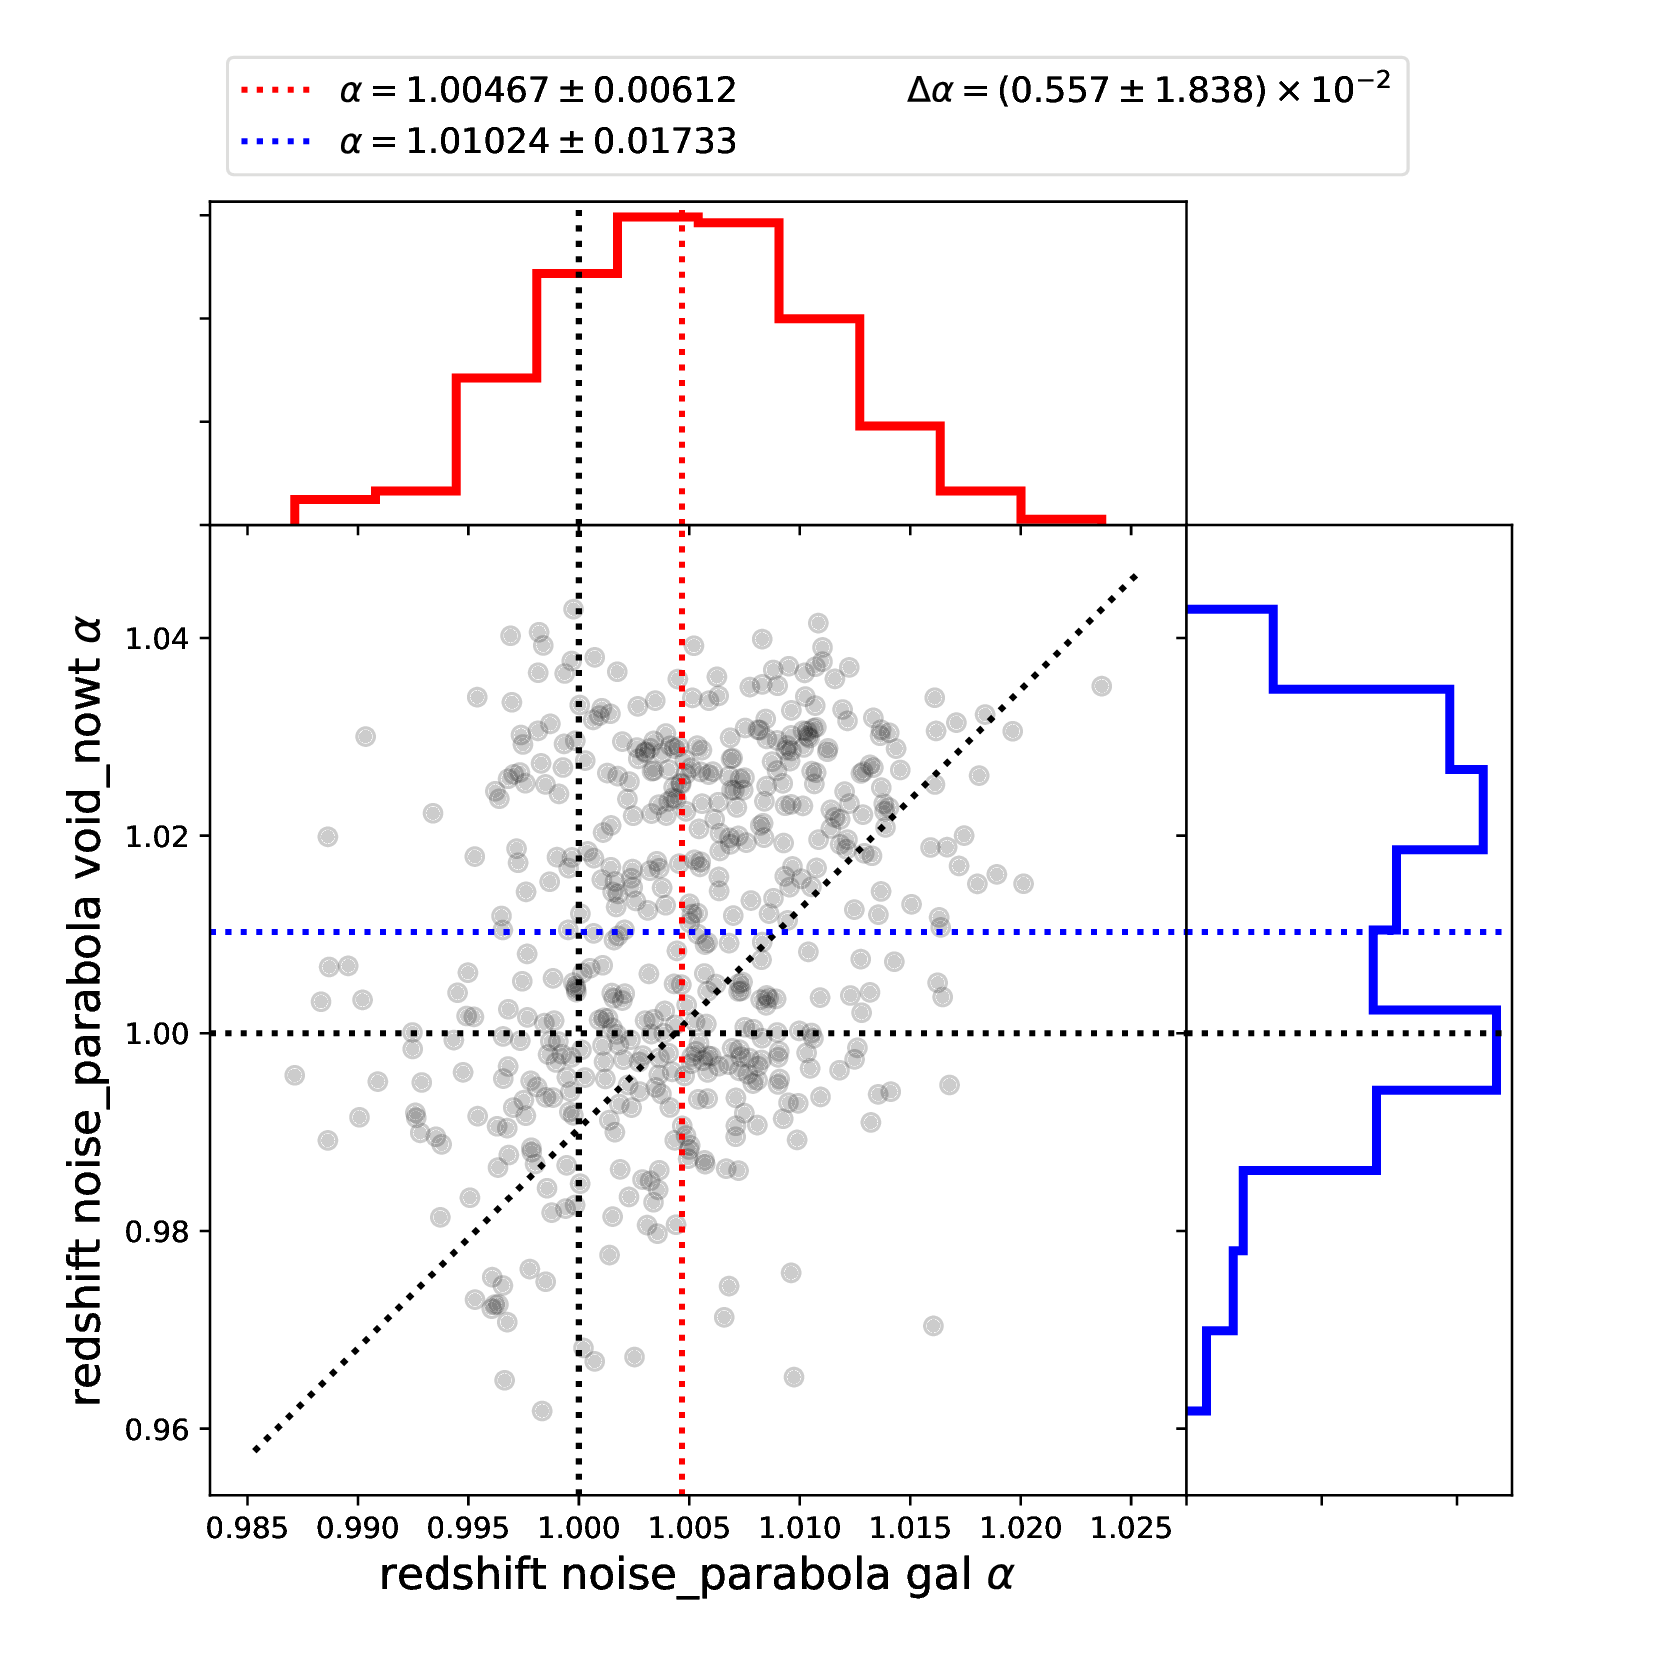 α = 1.00467 ± 0.00612
Δα = (0.557 ± 1.838) × 10⁻²
α = 1.01024 ± 0.01733
redshift noise_parabola void_nowt α
1.04
1.02
1.00
0.98
0.96
0.985 0.990 0.995 1.000 1.005 1.010 1.015 1.020 1.025
redshift noise_parabola gal α